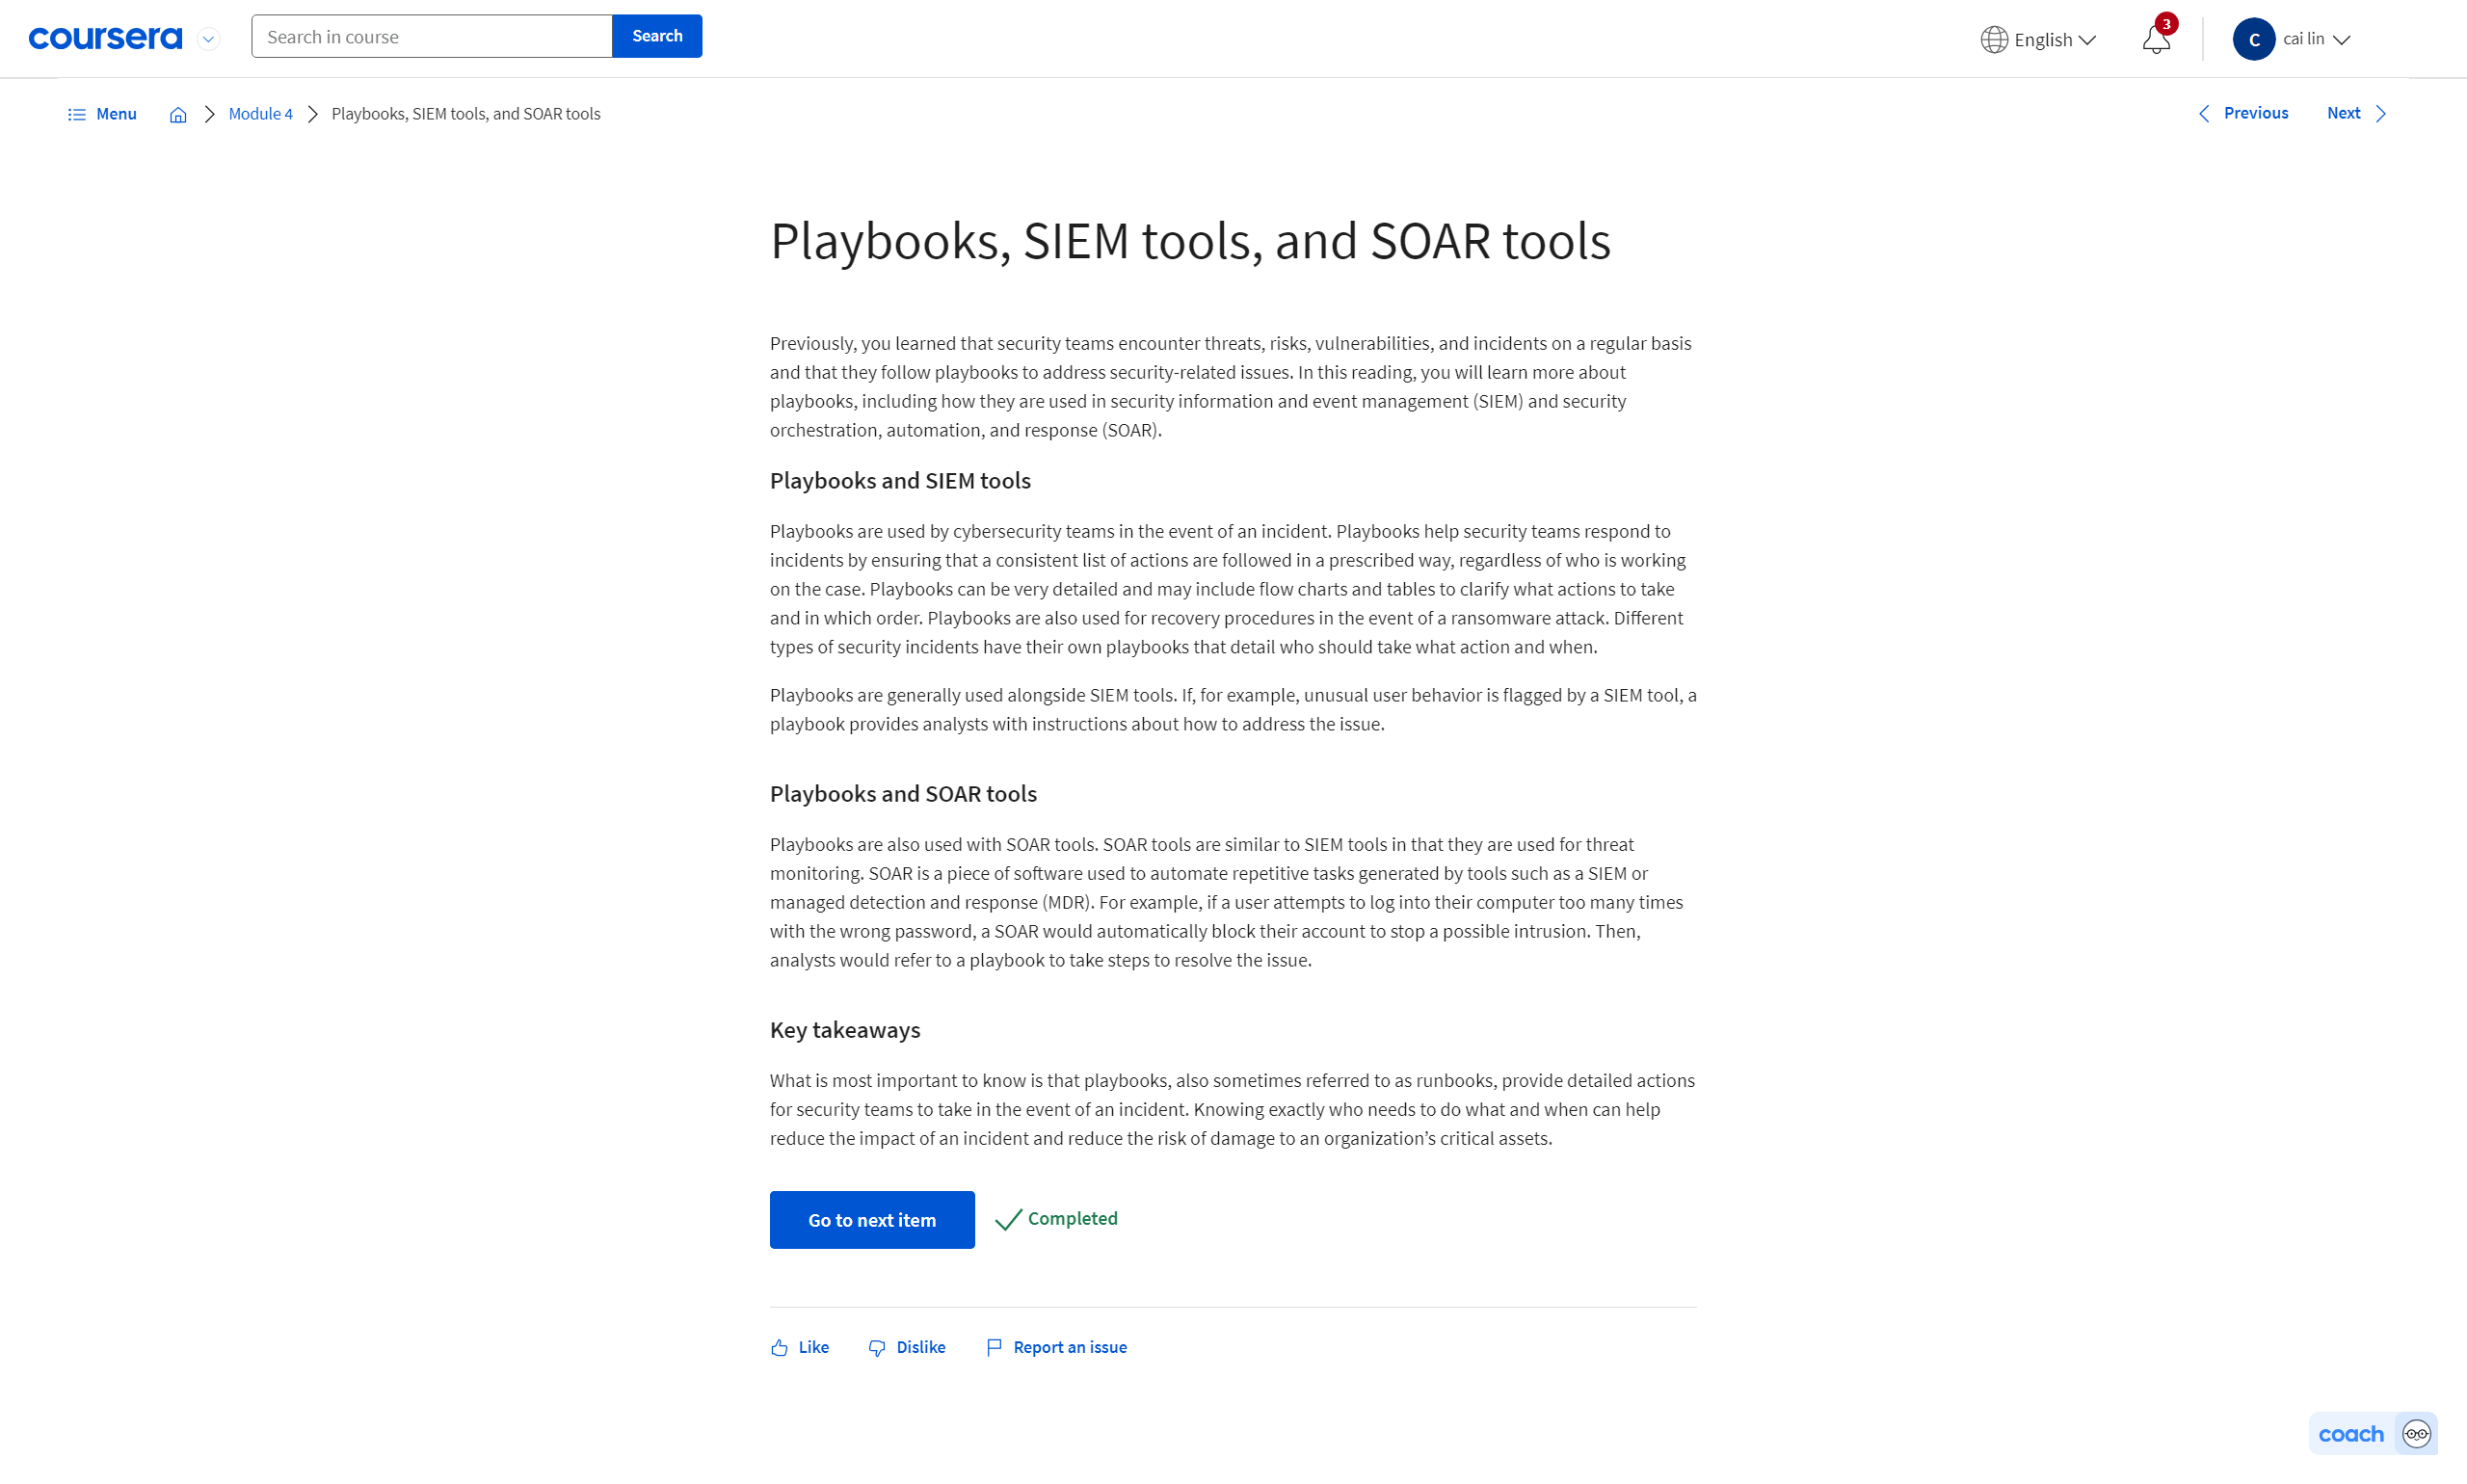 coursera
Search in course
Search
English
3
C
cai lin
Menu
Module 4
Playbooks, SIEM tools, and SOAR tools
Previous
Next
Playbooks, SIEM tools, and SOAR tools
Previously, you learned that security teams encounter threats, risks, vulnerabilities, and incidents on a regular basis
and that they follow playbooks to address security-related issues. In this reading, you will learn more about
playbooks, including how they are used in security information and event management (SIEM) and security
orchestration, automation, and response (SOAR).
Playbooks and SIEM tools
Playbooks are used by cybersecurity teams in the event of an incident. Playbooks help security teams respond to
incidents by ensuring that a consistent list of actions are followed in a prescribed way, regardless of who is working
on the case. Playbooks can be very detailed and may include flow charts and tables to clarify what actions to take
and in which order. Playbooks are also used for recovery procedures in the event of a ransomware attack. Different
types of security incidents have their own playbooks that detail who should take what action and when.
Playbooks are generally used alongside SIEM tools. If, for example, unusual user behavior is flagged by a SIEM tool, a
playbook provides analysts with instructions about how to address the issue.
Playbooks and SOAR tools
Playbooks are also used with SOAR tools. SOAR tools are similar to SIEM tools in that they are used for threat
monitoring. SOAR is a piece of software used to automate repetitive tasks generated by tools such as a SIEM or
managed detection and response (MDR). For example, if a user attempts to log into their computer too many times
with the wrong password, a SOAR would automatically block their account to stop a possible intrusion. Then,
analysts would refer to a playbook to take steps to resolve the issue.
Key takeaways
What is most important to know is that playbooks, also sometimes referred to as runbooks, provide detailed actions
for security teams to take in the event of an incident. Knowing exactly who needs to do what and when can help
reduce the impact of an incident and reduce the risk of damage to an organization’s critical assets.
Go to next item
Completed
Like
Dislike
Report an issue
coach